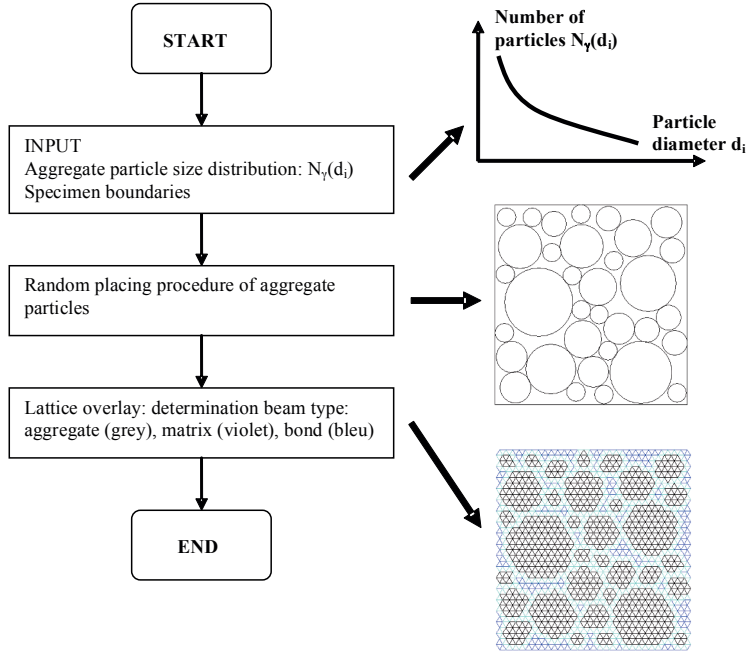 START
INPUT
Aggregate particle size distribution: Nγ(di)
Specimen boundaries
Random placing procedure of aggregate
particles
Lattice overlay: determination beam type:
aggregate (grey), matrix (violet), bond (bleu)
END
Number of
particles Nγ(di)
Particle
diameter di